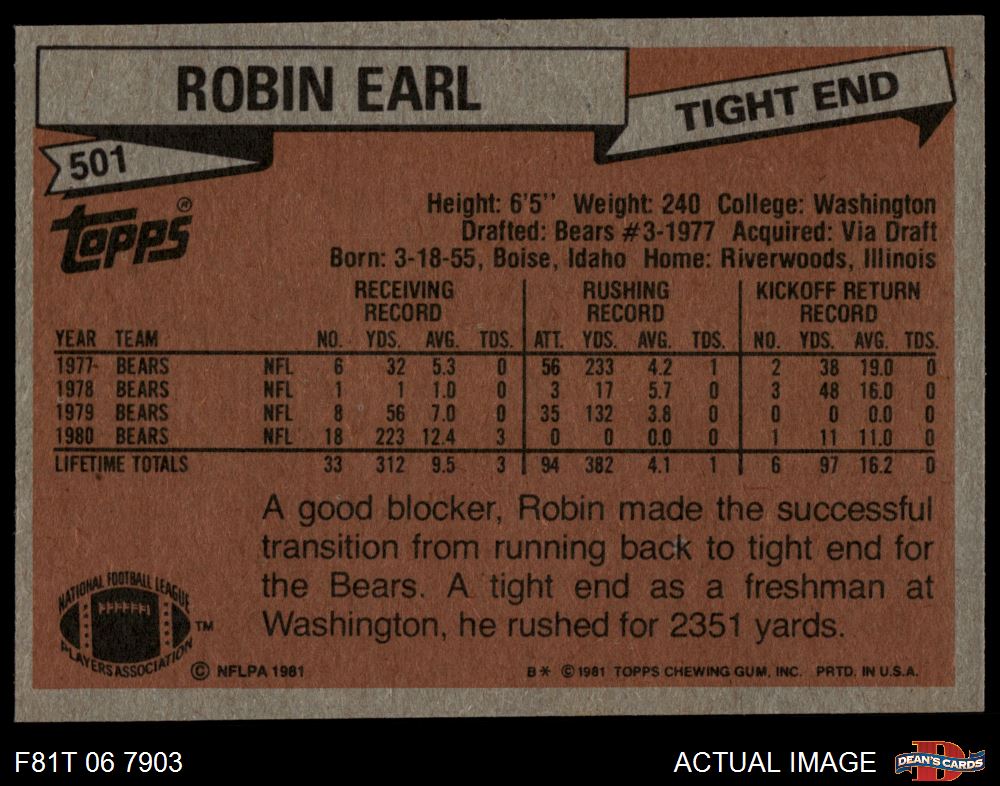 ROBIN EARL
TIGHT END
501
TOPPS®
Height: 6'5'' Weight: 240 College: Washington
Drafted: Bears #3-1977 Acquired: Via Draft
Born: 3-18-55, Boise, Idaho Home: Riverwoods, Illinois
RECEIVING RECORD RUSHING RECORD KICKOFF RETURN RECORD
YEAR TEAM NO. YDS. AVG. TDS. ATT. YDS. AVG. TDS. NO. YDS. AVG. TDS.
1977 BEARS NFL 6 32 5.3 0 56 233 4.2 1 2 38 19.0 0
1978 BEARS NFL 1 1 1.0 0 3 17 5.7 0 3 48 16.0 0
1979 BEARS NFL 8 56 7.0 0 35 132 3.8 0 0 0 0.0 0
1980 BEARS NFL 18 223 12.4 3 0 0 0.0 0 1 11 11.0 0
LIFETIME TOTALS 33 312 9.5 3 94 382 4.1 1 6 97 16.2 0
A good blocker, Robin made the successful
transition from running back to tight end for
the Bears. A tight end as a freshman at
Washington, he rushed for 2351 yards.
NATIONAL FOOTBALL LEAGUE
PLAYERS ASSOCIATION ™
© NFLPA 1981
B* © 1981 TOPPS CHEWING GUM, INC. PRTD. IN U.S.A.
F81T 06 7903
ACTUAL IMAGE
D
DEAN'S CARDS